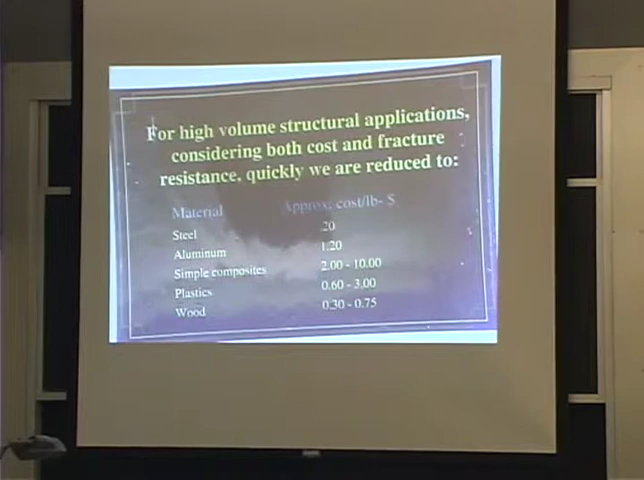 For high volume structural applications,
considering both cost and fracture
resistance, quickly we are reduced to:
Material Approx. cost/lb- $
Steel .20
Aluminum 1.20
Simple composites 2.00 - 10.00
Plastics 0.60 - 3.00
Wood 0.30 - 0.75